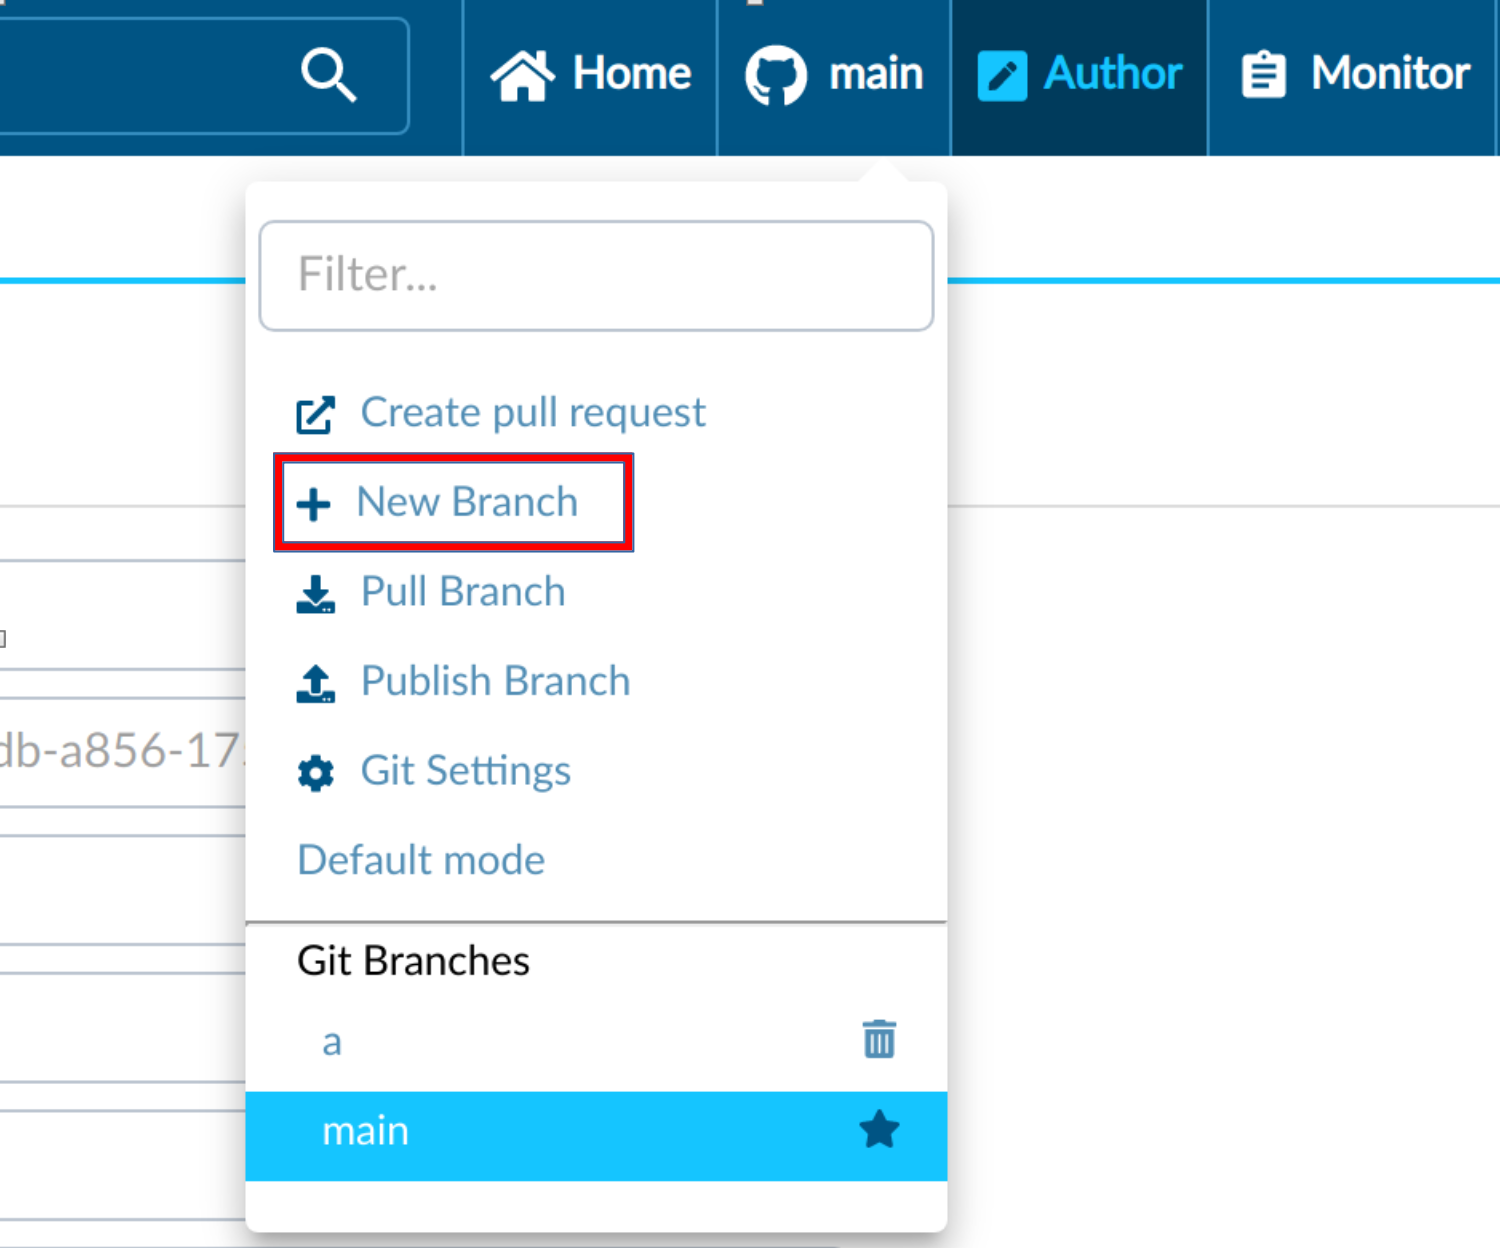 Home main Author Monitor
Filter...
Create pull request
New Branch
Pull Branch
Publish Branch
db-a856-17
Git Settings
Default mode
Git Branches
a
main